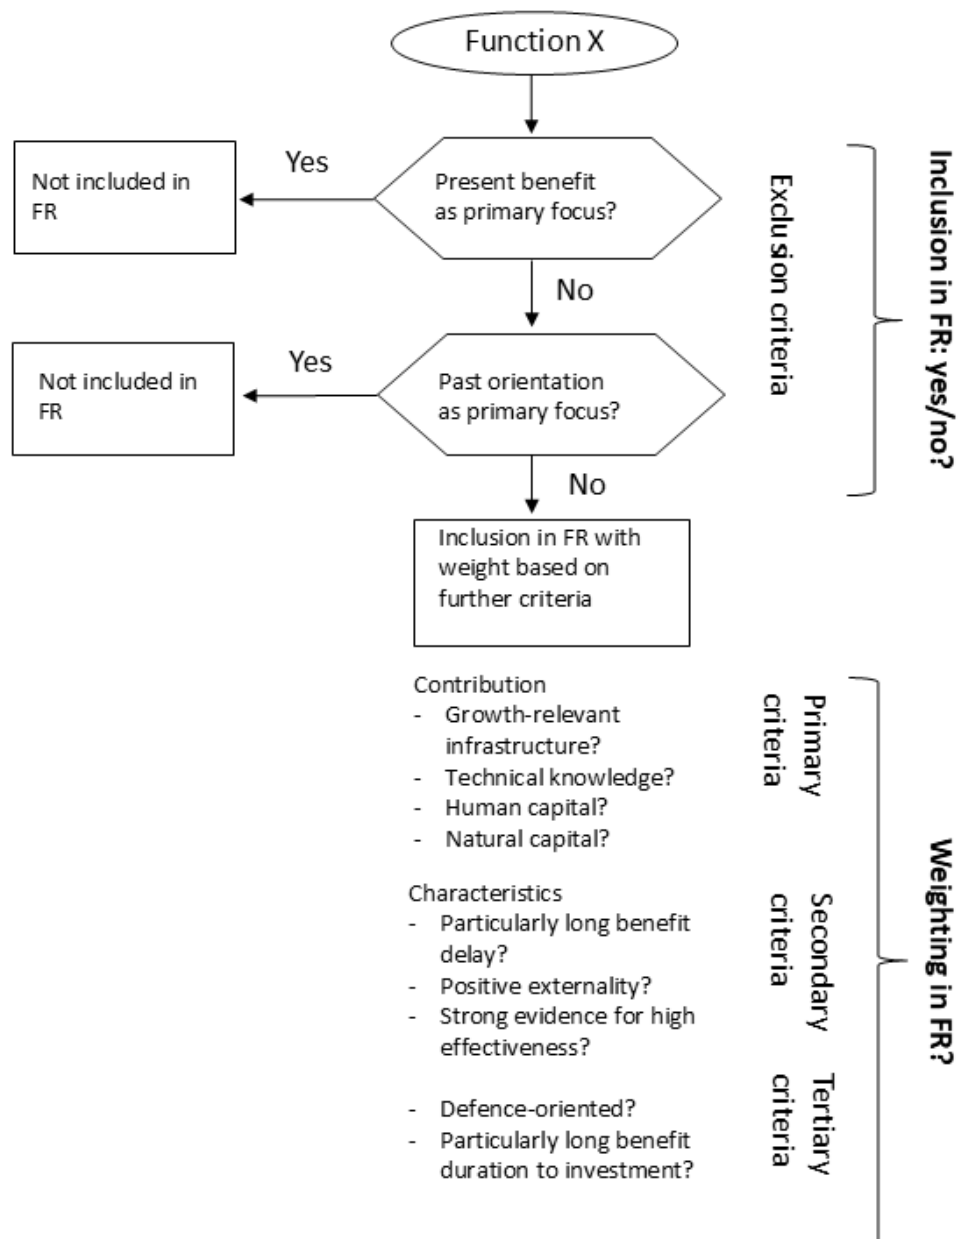 Function X
Yes
Not included in
FR
Present benefit
as primary focus?
No
Yes
Not included in
FR
Past orientation
as primary focus?
No
Exclusion criteria
Inclusion in FR: yes/no?
Inclusion in FR with
weight based on
further criteria
Contribution
- Growth-relevant
infrastructure?
- Technical knowledge?
- Human capital?
- Natural capital?
Primary
criteria
Characteristics
- Particularly long benefit
delay?
- Positive externality?
- Strong evidence for high
effectiveness?
Secondary
criteria
- Defence-oriented?
- Particularly long benefit
duration to investment?
Tertiary
criteria
Weighting in FR?